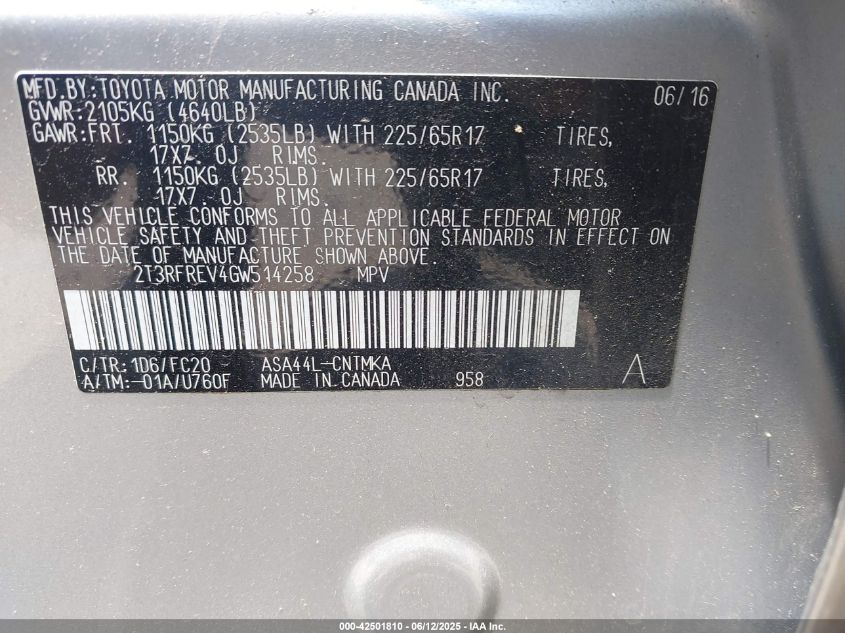 MFD.BY:TOYOTA MOTOR MANUFACTURING CANADA INC. 06/16
GVWR:2105KG (4640LB)
GAWR:FRT. 1150KG (2535LB) WITH 225/65R17 TIRES,
17X7.0J RIMS.
RR. 1150KG (2535LB) WITH 225/65R17 TIRES,
17X7.0J RIMS.
THIS VEHICLE CONFORMS TO ALL APPLICABLE FEDERAL MOTOR
VEHICLE SAFETY AND THEFT PREVENTION STANDARDS IN EFFECT ON
THE DATE OF MANUFACTURE SHOWN ABOVE.
2T3RFREV4GW514258 MPV
C/TR:1D6/FC20 ASA44L-CNTMKA
A/TM:-01A/U760F MADE IN CANADA 958 A
000-42501810 - 06/12/2025 - IAA Inc.